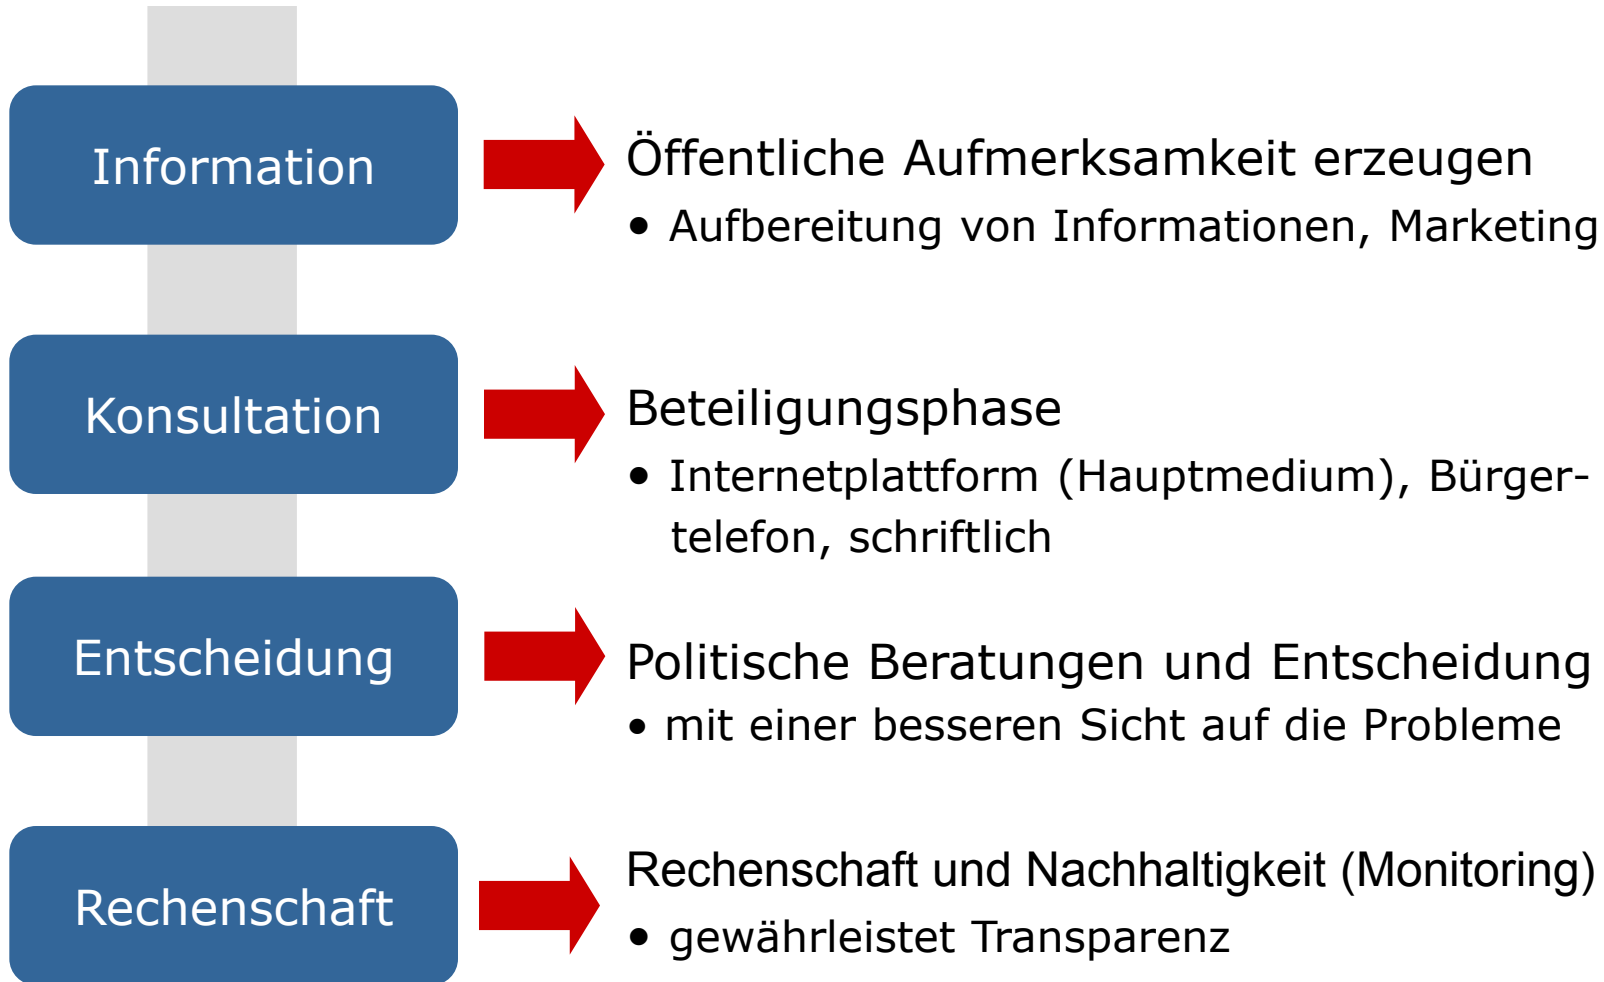 Information
Öffentliche Aufmerksamkeit erzeugen
• Aufbereitung von Informationen, Marketing
Konsultation
Beteiligungsphase
• Internetplattform (Hauptmedium), Bürger-
telefon, schriftlich
Entscheidung
Politische Beratungen und Entscheidung
• mit einer besseren Sicht auf die Probleme
Rechenschaft
Rechenschaft und Nachhaltigkeit (Monitoring)
• gewährleistet Transparenz